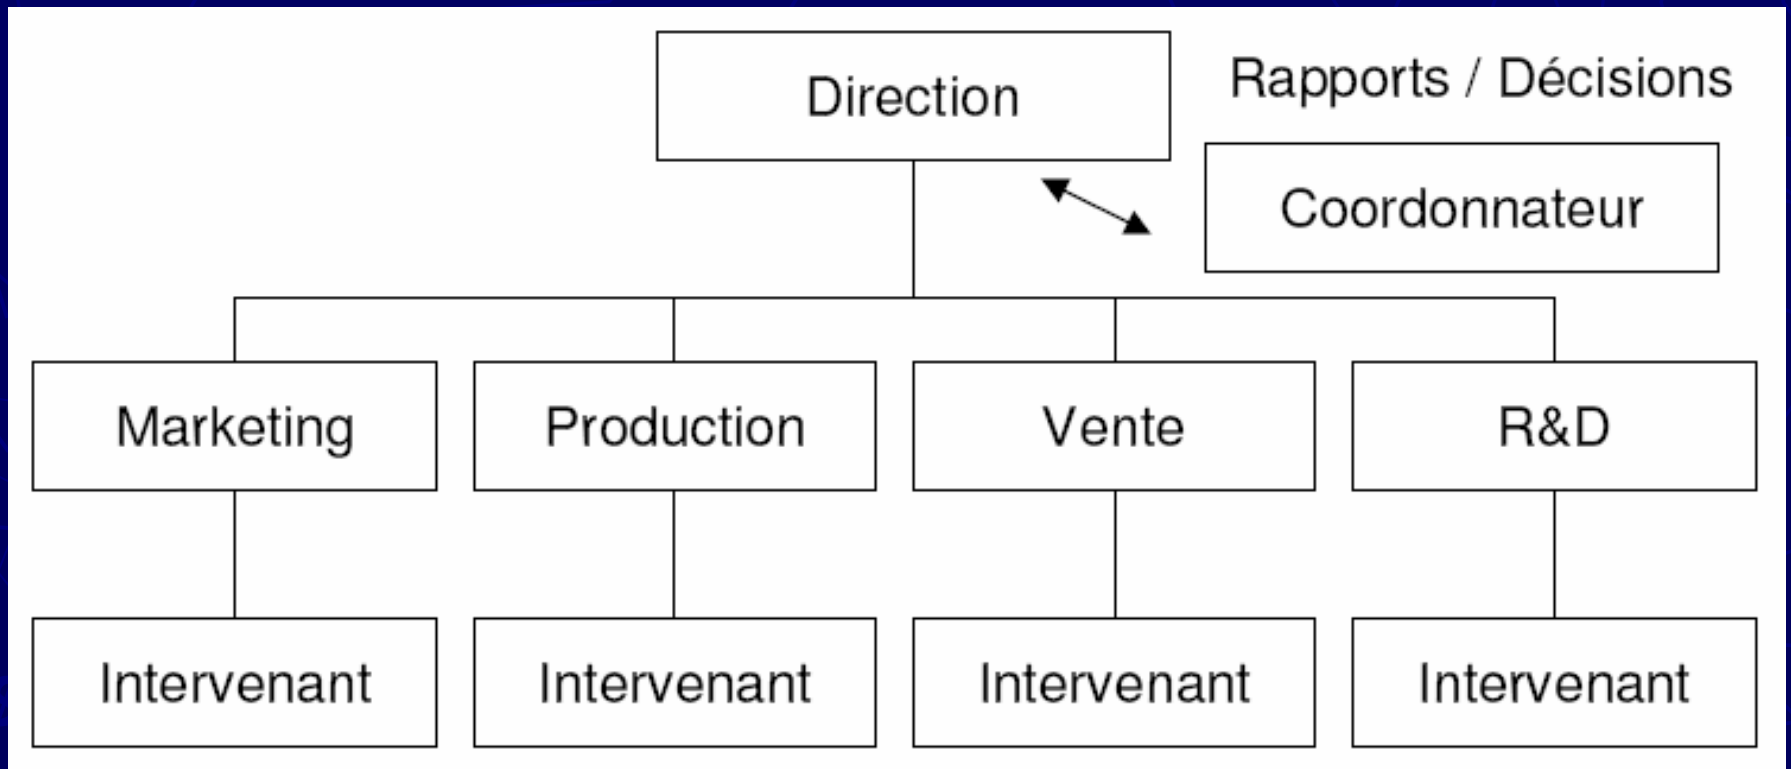 Direction
Rapports / Décisions
Coordonnateur
Marketing
Production
Vente
R&D
Intervenant
Intervenant
Intervenant
Intervenant